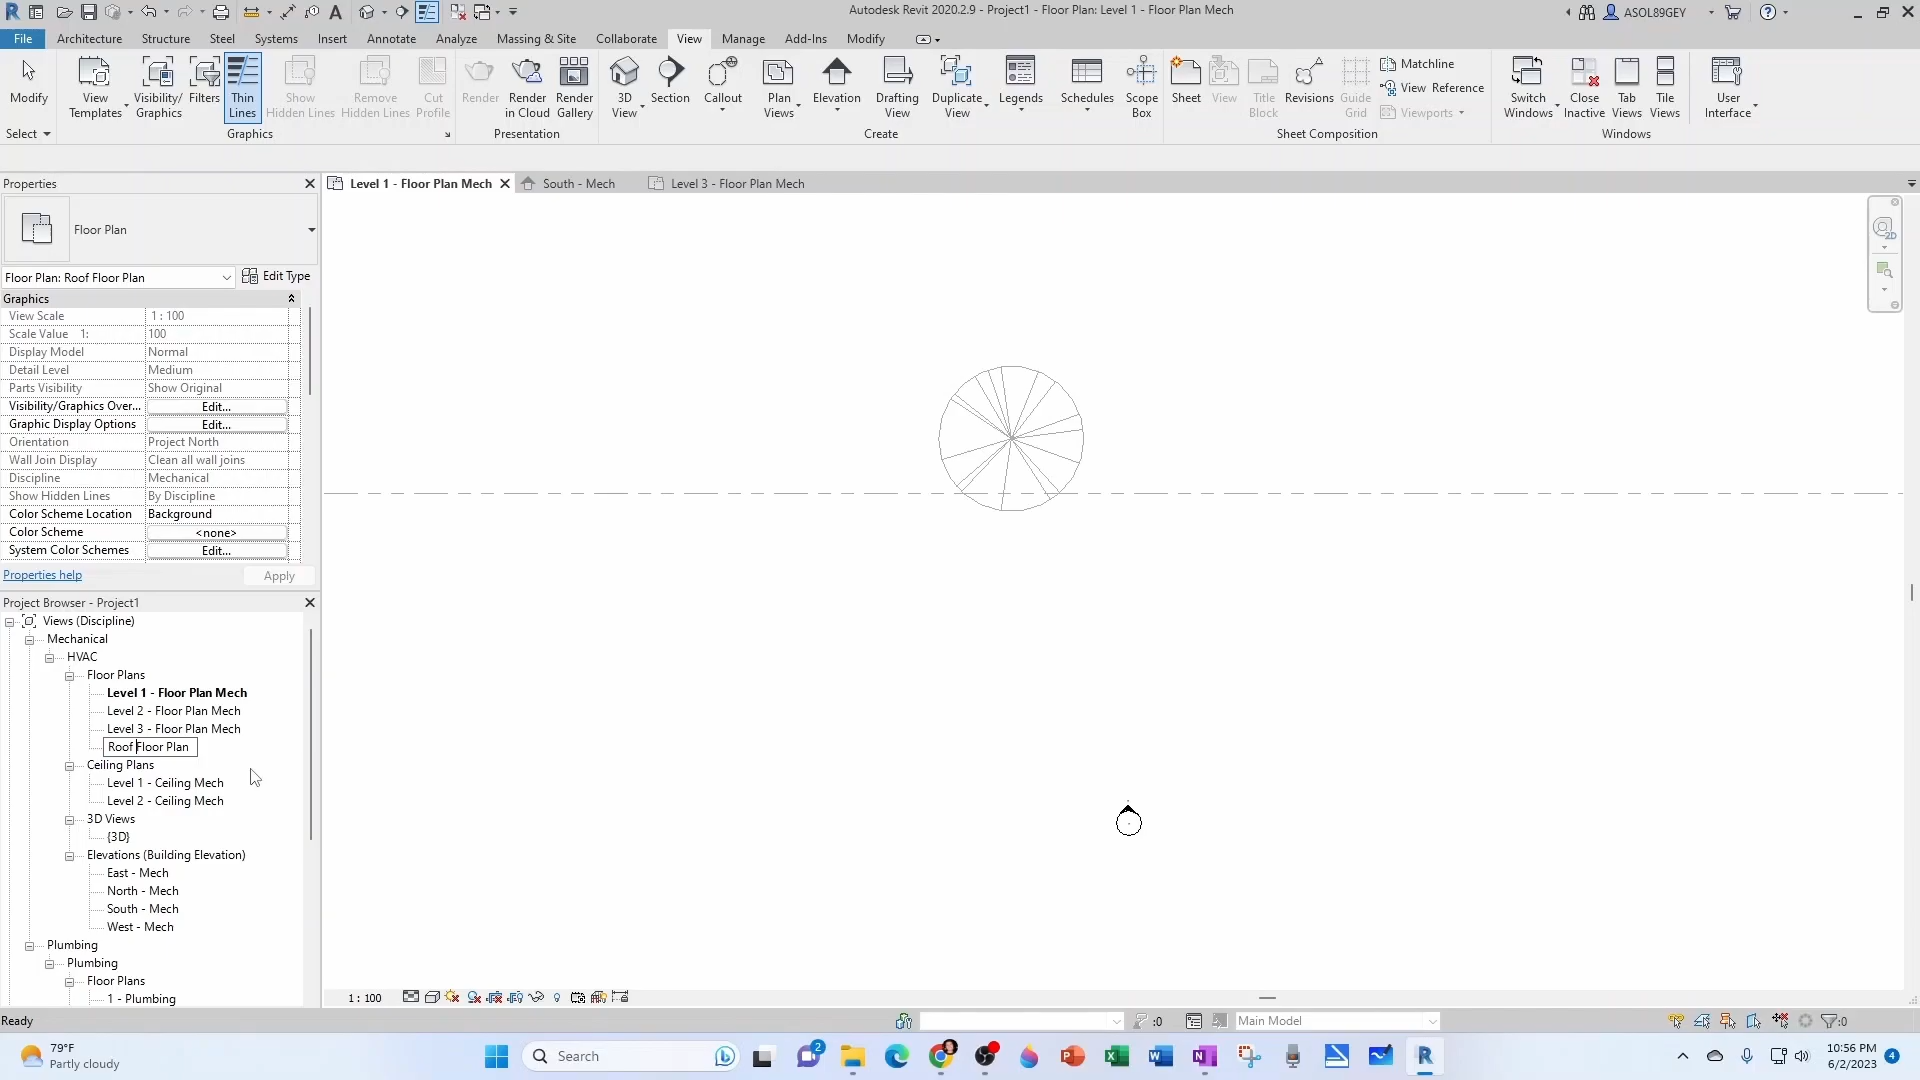 Autodesk Revit 2020.2.9 - Project1 - Floor Plan: Level 1 - Floor Plan Mech
ASOL89GEY
File Architecture Structure Steel Systems Insert Annotate Analyze Massing & Site Collaborate View Manage Add-Ins Modify
Modify
View Templates
Visibility/ Graphics
Filters
Thin Lines
Show Hidden Lines
Remove Hidden Lines
Cut Profile
Render
Render in Cloud
Render Gallery
3D View
Section
Callout
Plan Views
Elevation
Drafting View
Duplicate View
Legends
Schedules
Scope Box
Sheet
View
Title Block
Revisions
Guide Grid
Matchline
View Reference
Viewports
Switch Windows
Close Inactive
Tab Views
Tile Views
User Interface
Select Graphics Presentation Create Sheet Composition Windows
Properties
Level 1 - Floor Plan Mech South - Mech Level 3 - Floor Plan Mech
2D
Floor Plan
Floor Plan: Roof Floor Plan Edit Type
Graphics
View Scale 1 : 100
Scale Value 1: 100
Display Model Normal
Detail Level Medium
Parts Visibility Show Original
Visibility/Graphics Over... Edit...
Graphic Display Options Edit...
Orientation Project North
Wall Join Display Clean all wall joins
Discipline Mechanical
Show Hidden Lines By Discipline
Color Scheme Location Background
Color Scheme <none>
System Color Schemes Edit...
Properties help Apply
Project Browser - Project1
Views (Discipline)
Mechanical
HVAC
Floor Plans
Level 1 - Floor Plan Mech
Level 2 - Floor Plan Mech
Level 3 - Floor Plan Mech
Roof Floor Plan
Ceiling Plans
Level 1 - Ceiling Mech
Level 2 - Ceiling Mech
3D Views
{3D}
Elevations (Building Elevation)
East - Mech
North - Mech
South - Mech
West - Mech
Plumbing
Plumbing
Floor Plans
1 - Plumbing
1 : 100
Ready :0 Main Model :0
79°F
Partly cloudy
Search
2
10:56 PM
6/2/2023
4